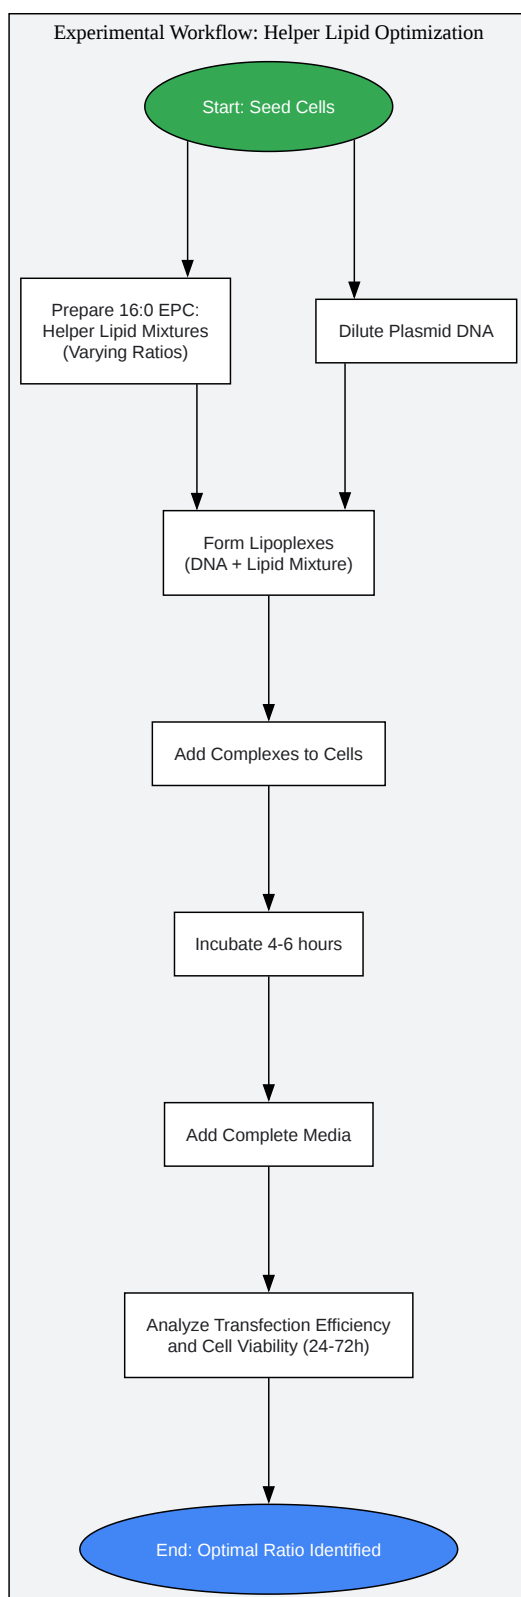 Experimental Workflow: Helper Lipid Optimization
Start: Seed Cells
Prepare 16:0 EPC:
Helper Lipid Mixtures
(Varying Ratios)
Dilute Plasmid DNA
Form Lipoplexes
(DNA + Lipid Mixture)
Add Complexes to Cells
Incubate 4-6 hours
Add Complete Media
Analyze Transfection Efficiency
and Cell Viability (24-72h)
End: Optimal Ratio Identified